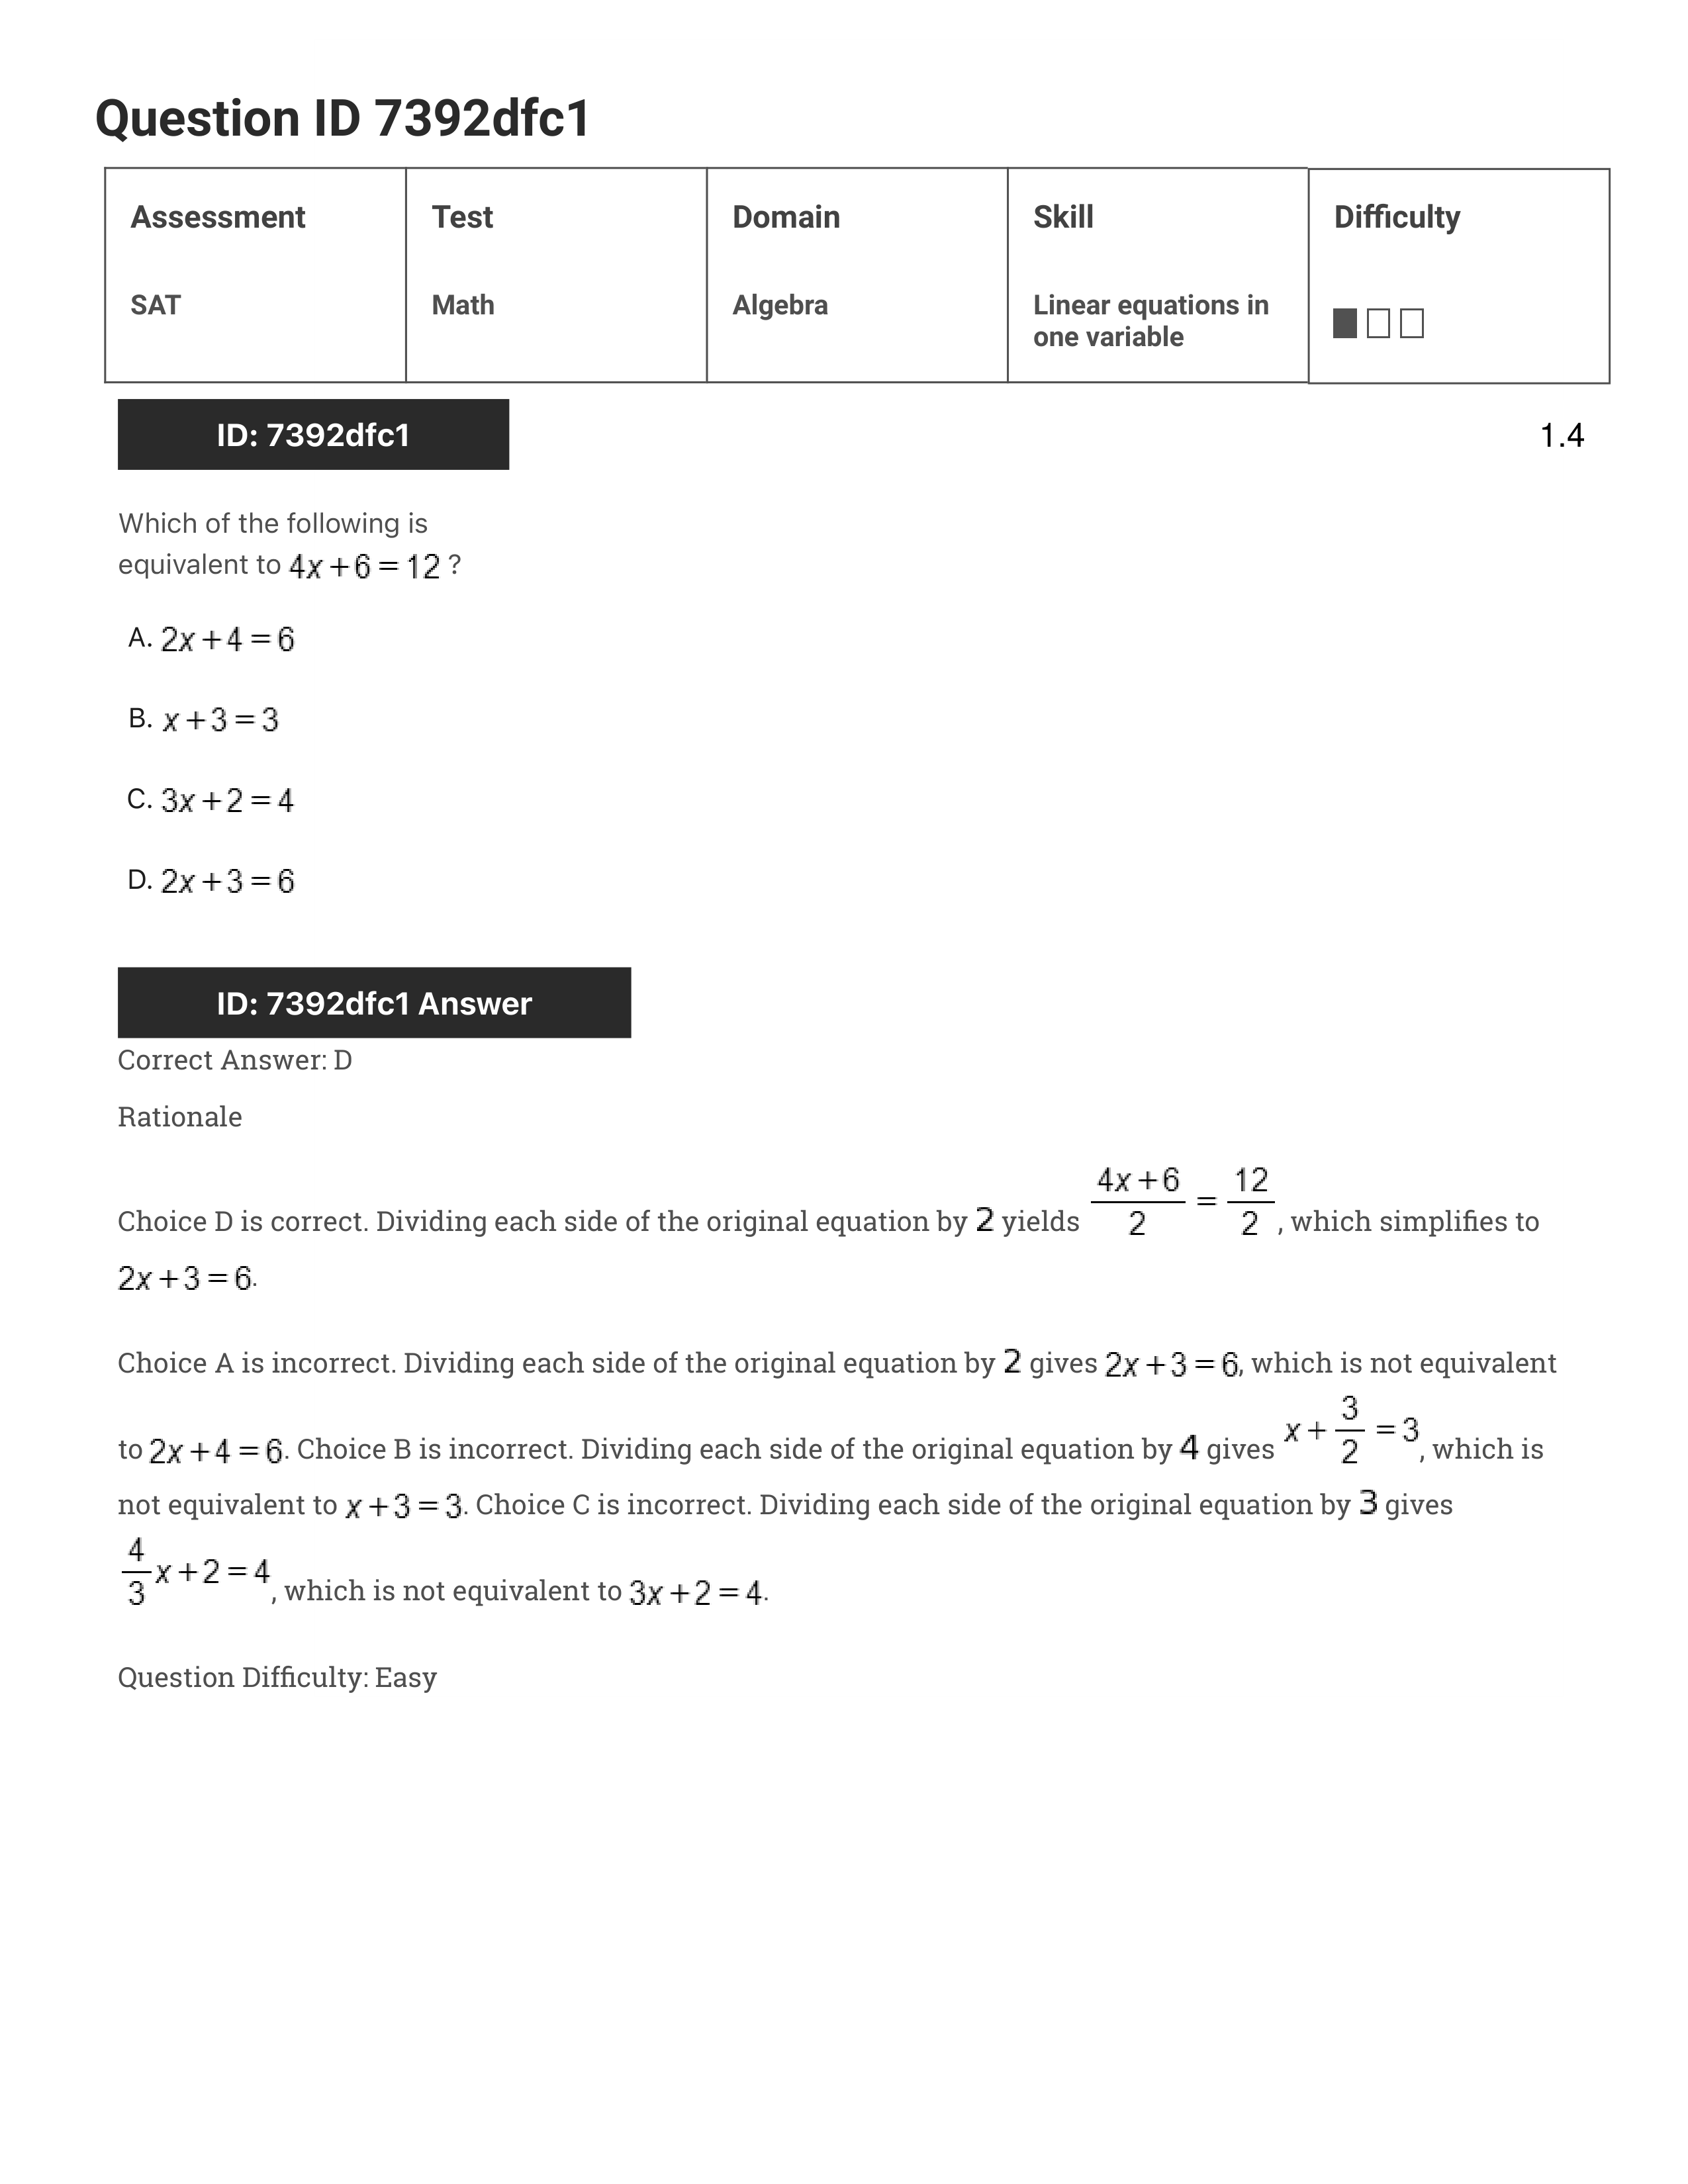 Question ID 7392dfc1
Assessment
Test
Domain
Skill
Difficulty
SAT
Math
Algebra
Linear equations in
one variable
ID: 7392dfc1
1.4
Which of the following is
equivalent to 4x + 6 = 12 ?
A. 2x + 4 = 6
B. x + 3 = 3
C. 3x + 2 = 4
D. 2x + 3 = 6
ID: 7392dfc1 Answer
Correct Answer: D
Rationale
Choice D is correct. Dividing each side of the original equation by 2 yields (4x + 6)/2 = 12/2, which simplifies to
2x + 3 = 6.
Choice A is incorrect. Dividing each side of the original equation by 2 gives 2x + 3 = 6, which is not equivalent
to 2x + 4 = 6. Choice B is incorrect. Dividing each side of the original equation by 4 gives x + 3/2 = 3, which is
not equivalent to x + 3 = 3. Choice C is incorrect. Dividing each side of the original equation by 3 gives
4/3 x + 2 = 4, which is not equivalent to 3x + 2 = 4.
Question Difficulty: Easy